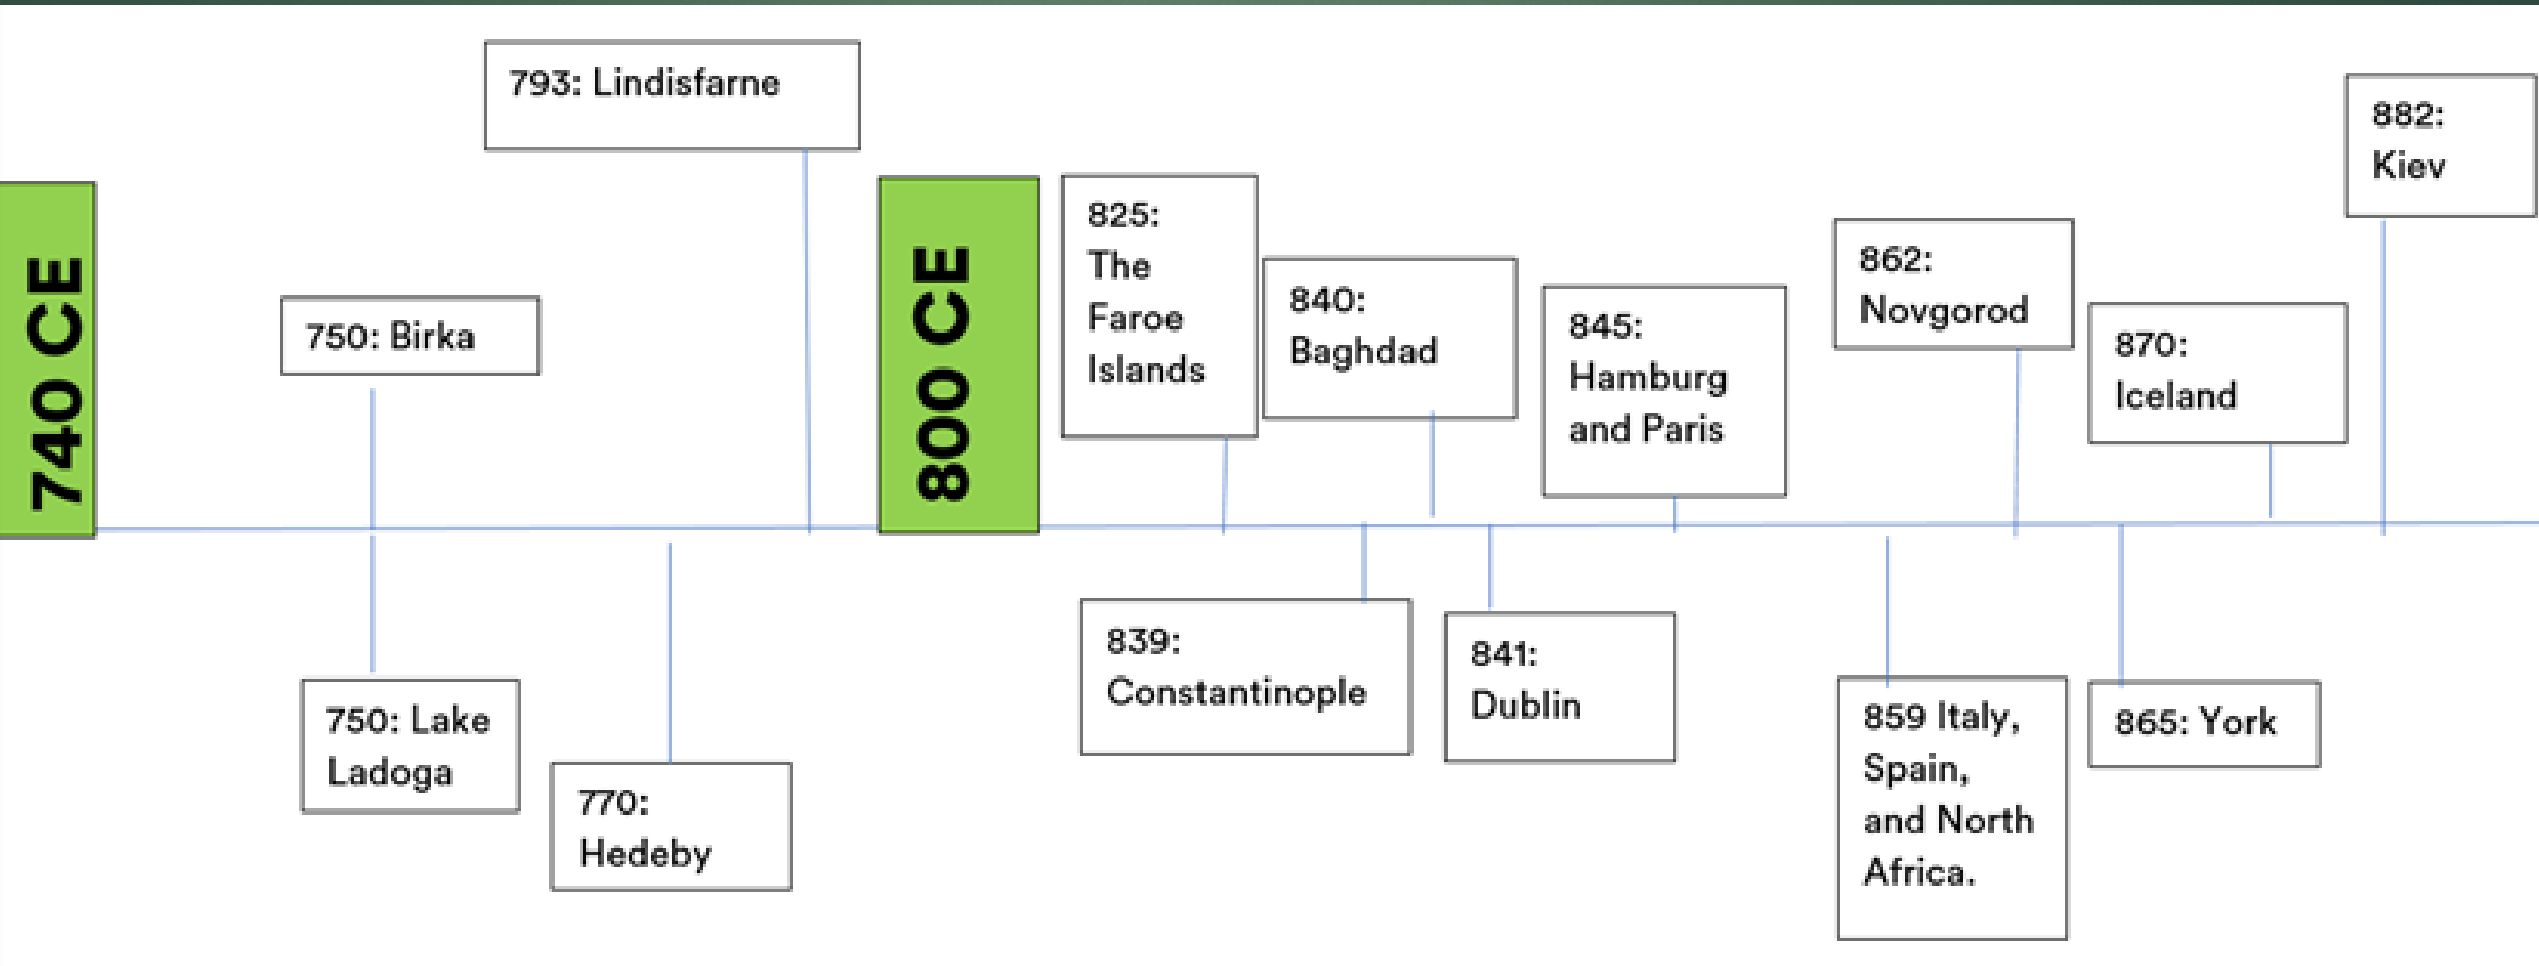 740 CE
750: Birka
750: Lake
Ladoga
770:
Hedeby
793: Lindisfarne
800 CE
825:
The
Faroe
Islands
839:
Constantinople
840:
Baghdad
841:
Dublin
845:
Hamburg
and Paris
859 Italy,
Spain,
and North
Africa.
862:
Novgorod
865: York
870:
Iceland
882:
Kiev